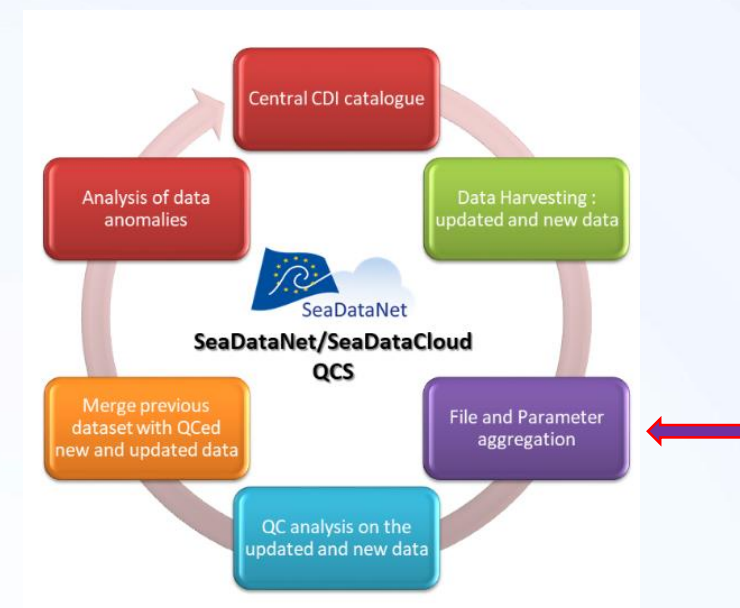 Central CDI catalogue
Data Harvesting :
updated and new data
File and Parameter
aggregation
QC analysis on the
updated and new data
Merge previous
dataset with QCed
new and updated data
Analysis of data
anomalies
SeaDataNet
SeaDataNet/SeaDataCloud
QCS